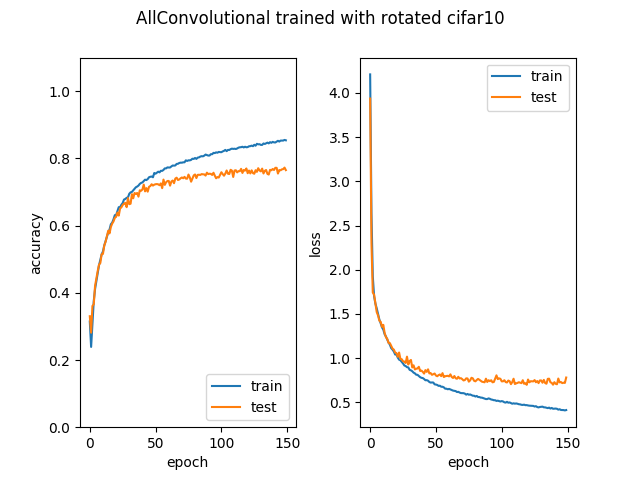 AllConvolutional trained with rotated cifar10
accuracy
1.0
0.8
0.6
0.4
0.2
0.0
train
test
0 50 100 150
epoch
loss
4.0
3.5
3.0
2.5
2.0
1.5
1.0
0.5
train
test
0 50 100 150
epoch